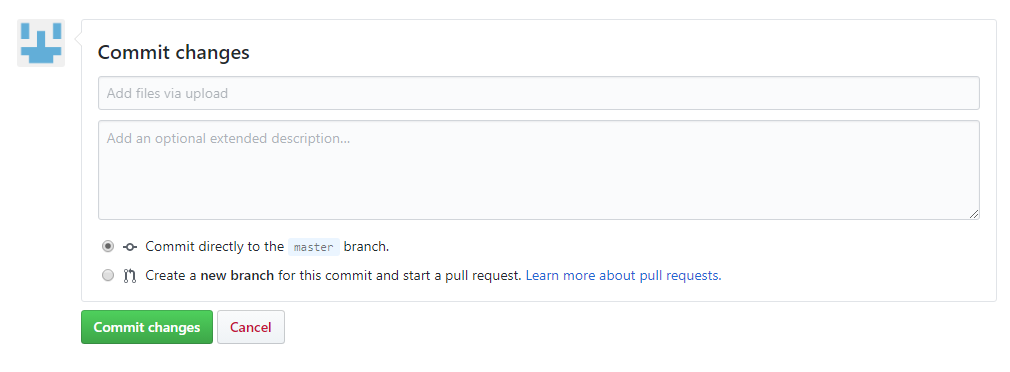 Commit changes
Add files via upload
Add an optional extended description...
Commit directly to the master branch.
Create a new branch for this commit and start a pull request. Learn more about pull requests.
Commit changes Cancel